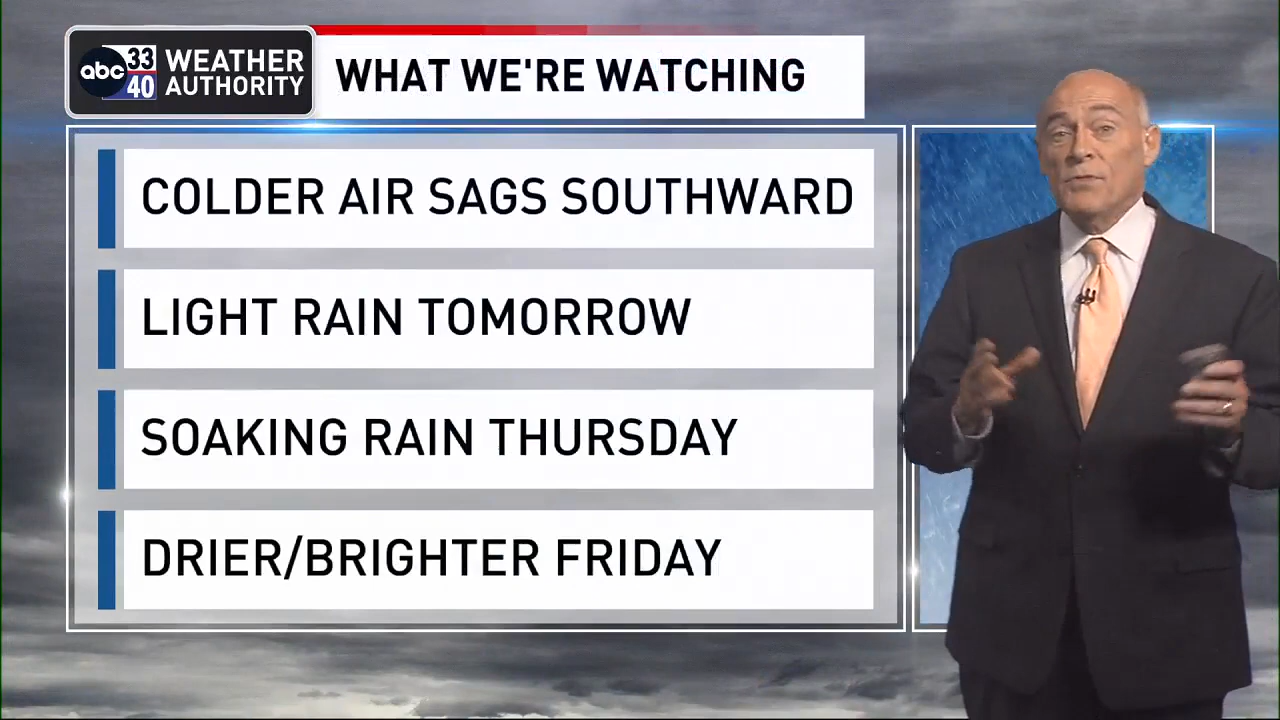 abc 33
40
WEATHER
AUTHORITY
WHAT WE'RE WATCHING
COLDER AIR SAGS SOUTHWARD
LIGHT RAIN TOMORROW
SOAKING RAIN THURSDAY
DRIER/BRIGHTER FRIDAY